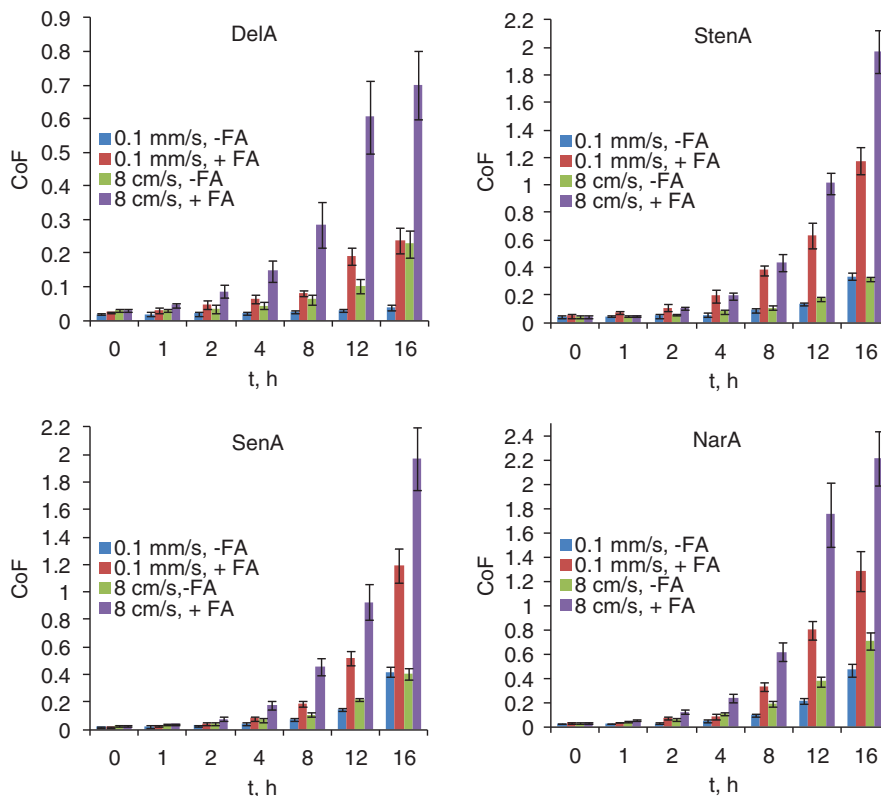 DelA
0.9
0.8
0.7
0.6
0.5
0.4
0.3
0.2
0.1
0
CoF
0.1 mm/s, -FA
0.1 mm/s, + FA
8 cm/s, -FA
8 cm/s, + FA
0 1 2 4 8 12 16
t, h
StenA
2.2
2
1.8
1.6
1.4
1.2
1
0.8
0.6
0.4
0.2
0
CoF
0.1 mm/s, -FA
0.1 mm/s, + FA
8 cm/s, -FA
8 cm/s, + FA
0 1 2 4 8 12 16
t, h
SenA
2.2
2
1.8
1.6
1.4
1.2
1
0.8
0.6
0.4
0.2
0
CoF
0.1 mm/s, -FA
0.1 mm/s, + FA
8 cm/s,-FA
8 cm/s, + FA
0 1 2 4 8 12 16
t, h
NarA
2.4
2.2
2
1.8
1.6
1.4
1.2
1
0.8
0.6
0.4
0.2
0
CoF
0.1 mm/s, -FA
0.1 mm/s, + FA
8 cm/s, -FA
8 cm/s, + FA
0 1 2 4 8 12 16
t, h